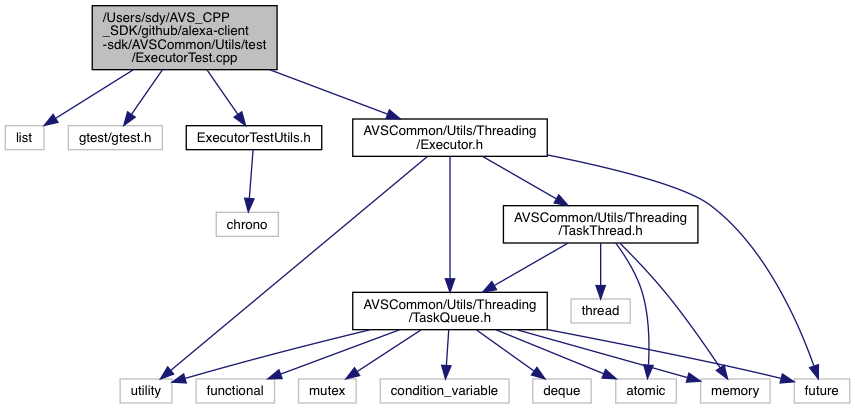 /Users/sdy/AVS_CPP
_SDK/github/alexa-client
-sdk/AVSCommon/Utils/test
/ExecutorTest.cpp
list
gtest/gtest.h
ExecutorTestUtils.h
AVSCommon/Utils/Threading
/Executor.h
chrono
AVSCommon/Utils/Threading
/TaskThread.h
AVSCommon/Utils/Threading
/TaskQueue.h
thread
utility
functional
mutex
condition_variable
deque
atomic
memory
future